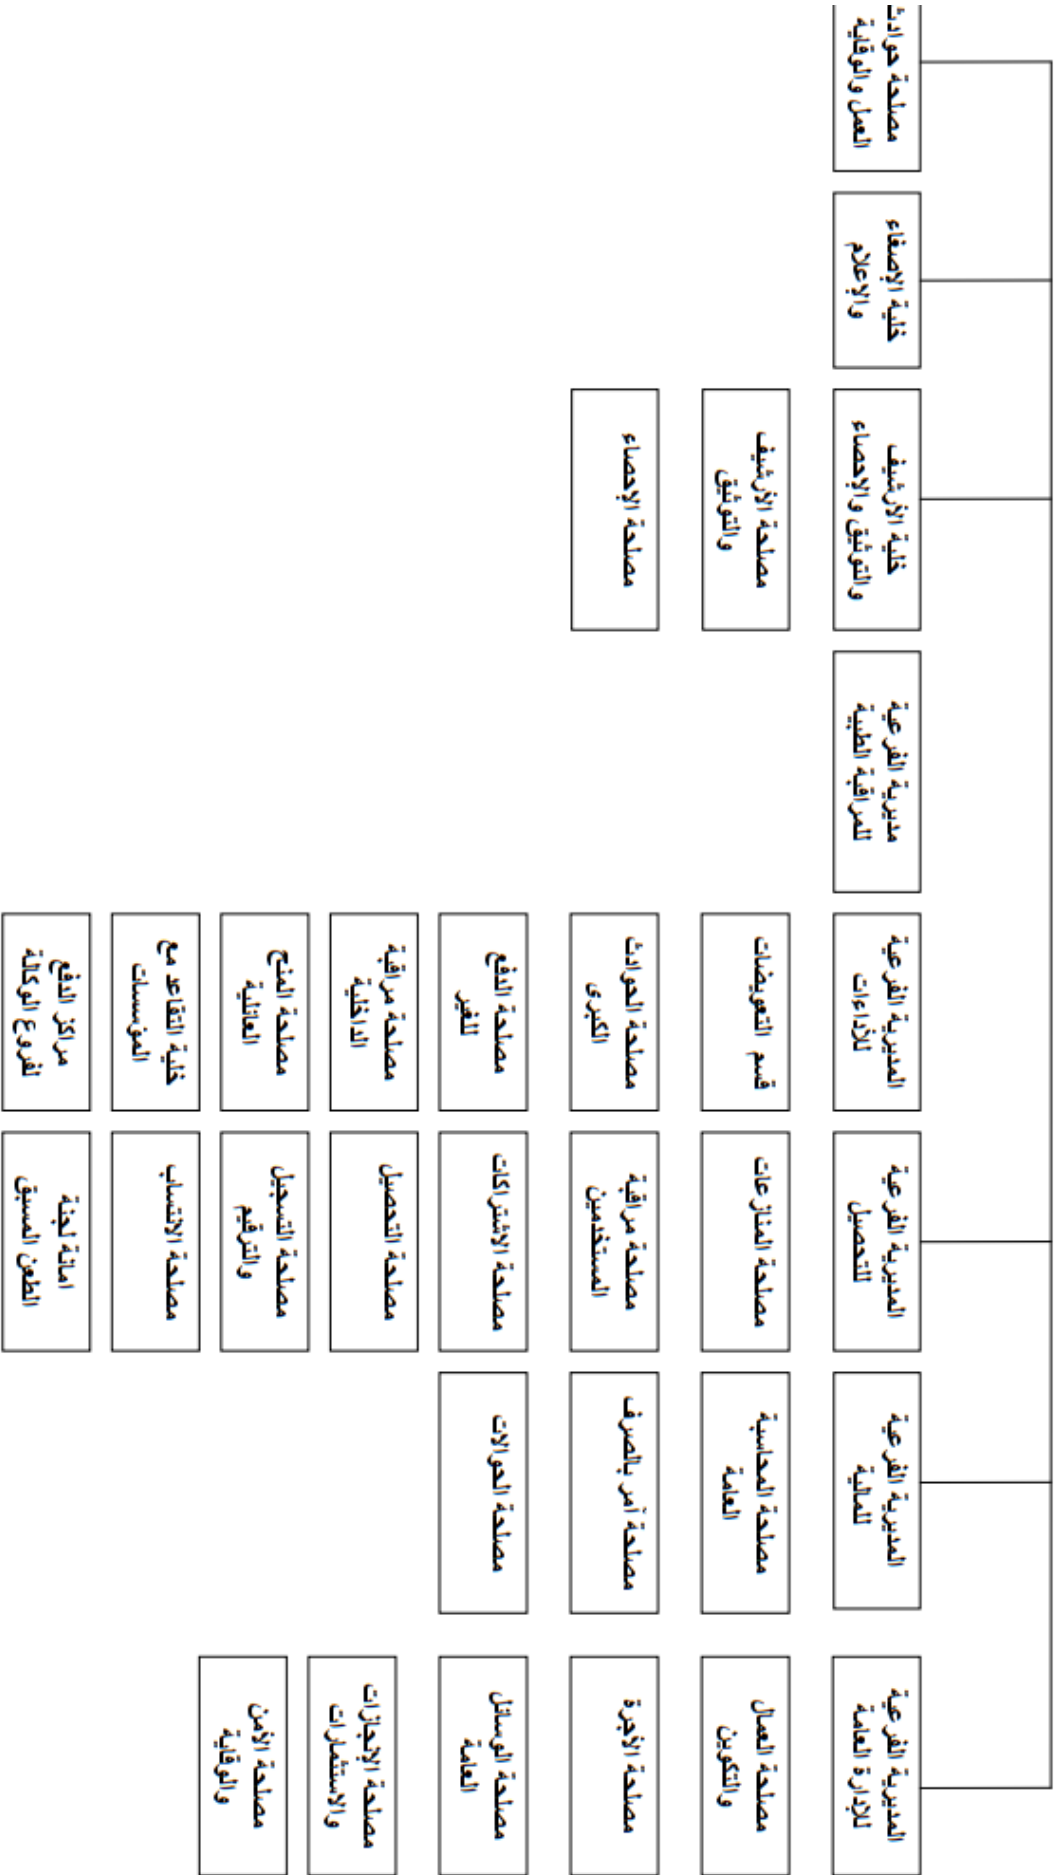 المديرية الفرعية
للإدارة العامة
المديرية الفرعية
للمالية
المديرية الفرعية
للتحصيل
المديرية الفرعية
للأداءات
مديرية الفرعية
للمراقبة الطبية
خلية الأرشيف
والتوثيق والإحصاء
خلية الإصغاء
والإعلام
مصلحة حوادث
العمل والوقاية
مصلحة العمال
والتكوين
مصلحة المحاسبة
العامة
مصلحة المنازعات
قسم التعويضات
مصلحة الأرشيف
والتوثيق
مصلحة الأجرة
مصلحة آمر بالصرف
مصلحة مراقبة
المستخدمين
مصلحة الحوادث
الكبرى
مصلحة الإحصاء
مصلحة الوسائل
العامة
مصلحة الحوالات
مصلحة الاشتراكات
مصلحة الدفع
للغير
مصلحة الإنجازات
والاستثمارات
مصلحة التحصيل
مصلحة مراقبة
الداخلية
مصلحة الأمن
والوقاية
مصلحة التسجيل
والترقيم
مصلحة المنح
العائلية
مصلحة الانتساب
خلية التقاعد مع
المؤسسات
امانة لجنة
الطعن المسبق
مراكز الدفع
لفروع الوكالة